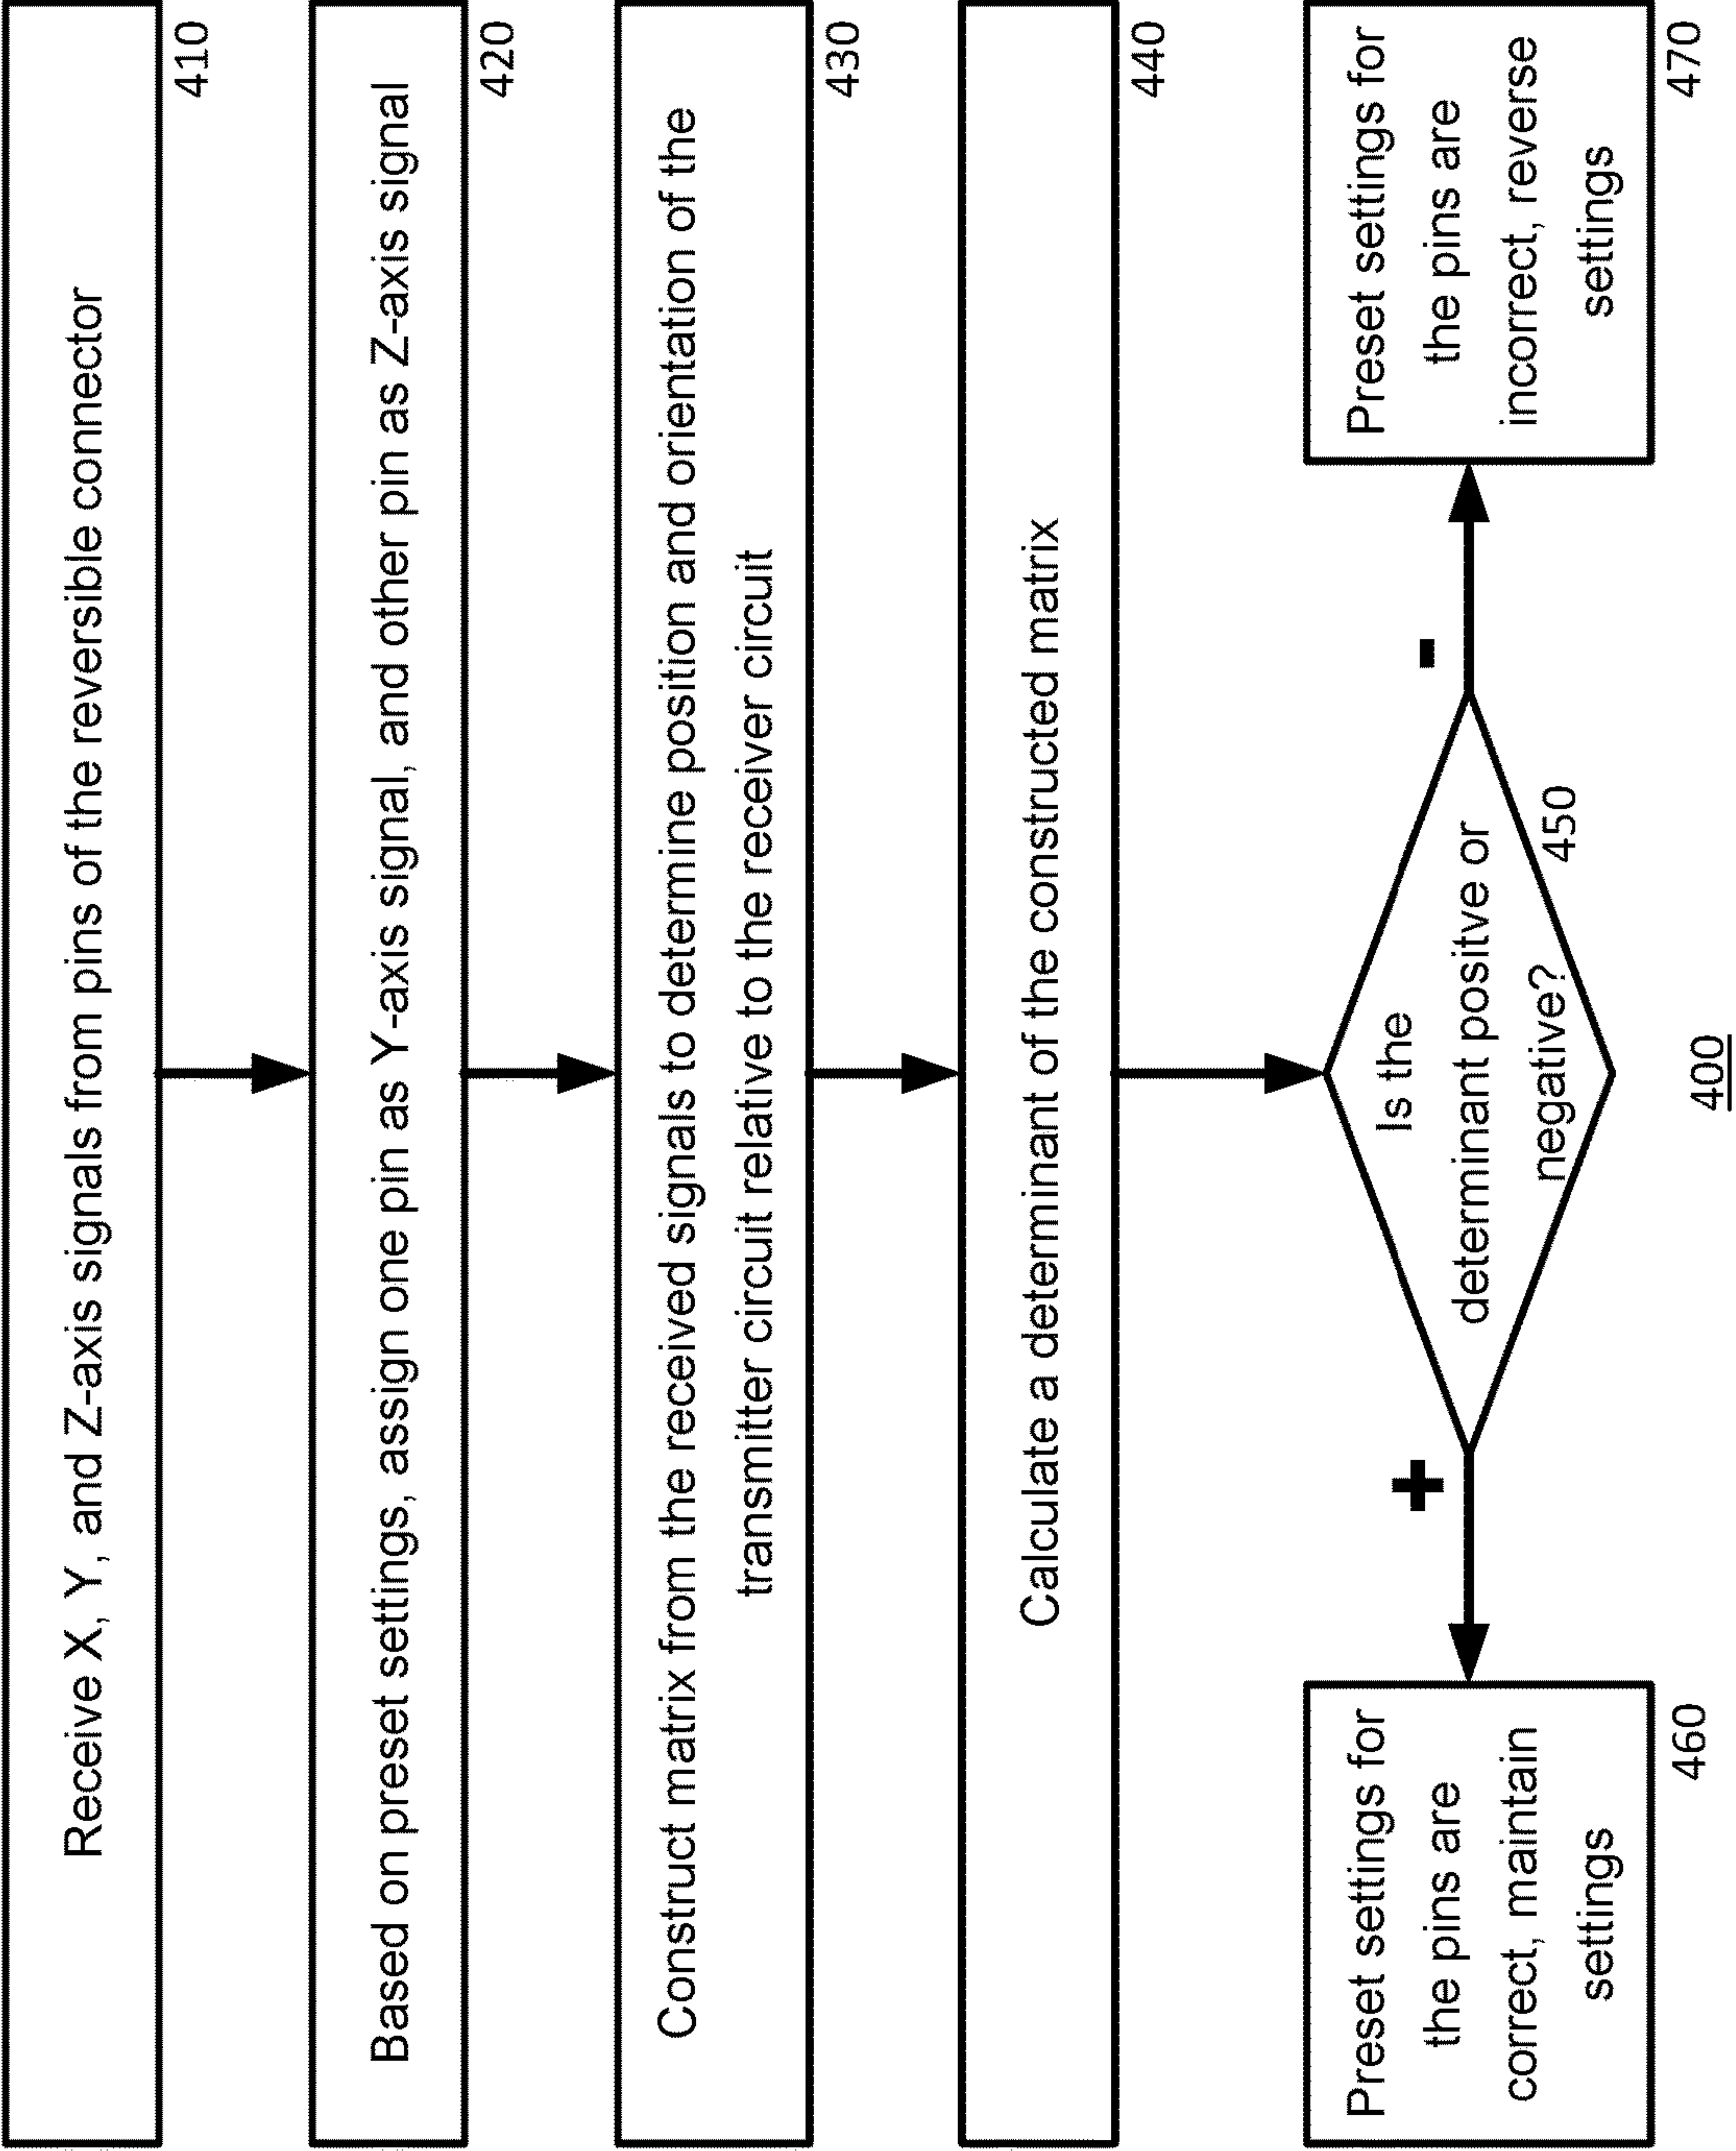 Receive X, Y, and Z-axis signals from pins of the reversible connector
410
Based on preset settings, assign one pin as Y-axis signal, and other pin as Z-axis signal
420
Construct matrix from the received signals to determine position and orientation of the
transmitter circuit relative to the receiver circuit
430
Calculate a determinant of the constructed matrix
440
Is the
determinant positive or
negative?
450
+
-
Preset settings for
the pins are
correct, maintain
settings
460
Preset settings for
the pins are
incorrect, reverse
settings
470
400